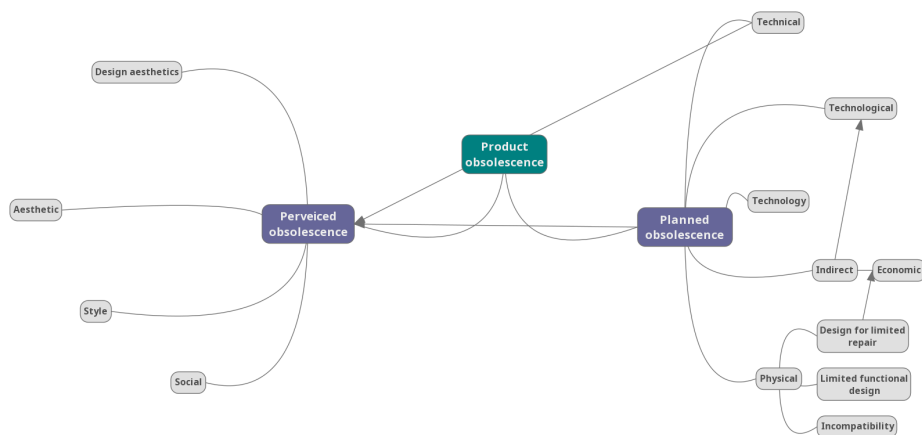 Technical
Design aesthetics
Technological
Product
obsolescence
Aesthetic
Perveiced
obsolescence
Planned
obsolescence
Technology
Indirect
Economic
Style
Design for limited
repair
Social
Physical
Limited functional
design
Incompatibility